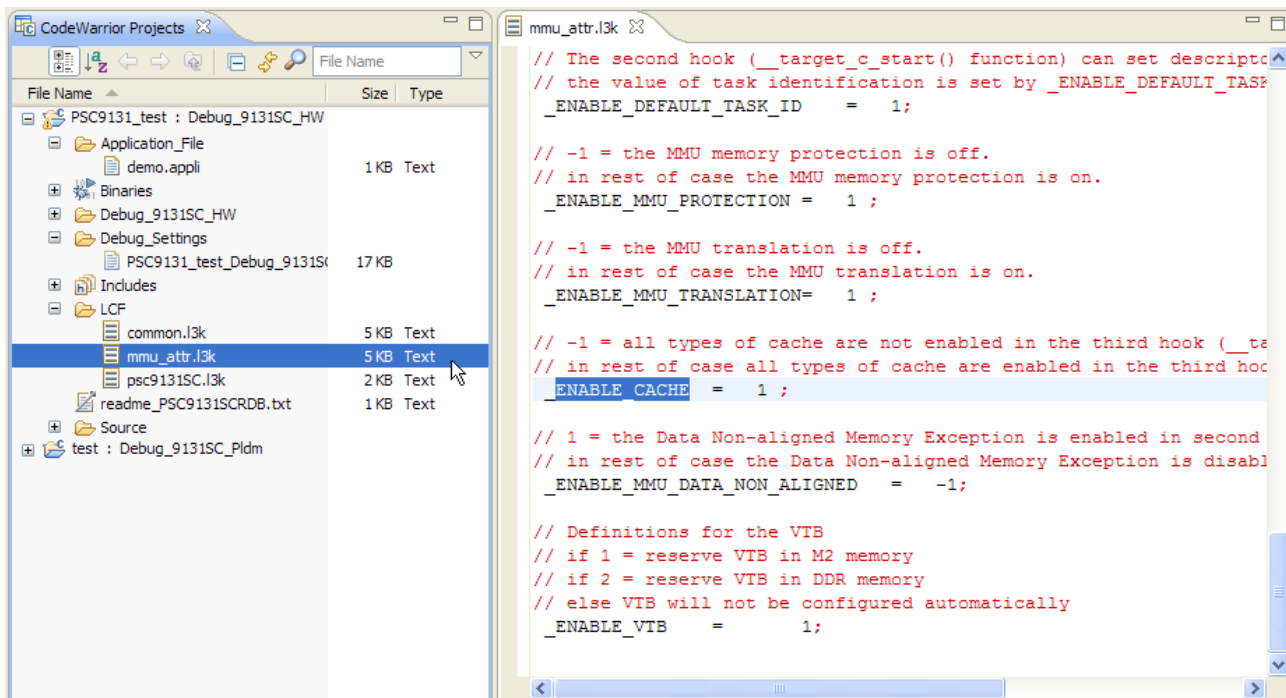 CodeWarrior Projects
File Name
File Name Size Type
PSC9131_test : Debug_9131SC_HW
Application_File
demo.appli 1 KB Text
Binaries
Debug_9131SC_HW
Debug_Settings
PSC9131_test_Debug_9131S 17 KB
Includes
LCF
common.l3k 5 KB Text
mmu_attr.l3k 5 KB Text
psc9131SC.l3k 2 KB Text
readme_PSC9131SCRDB.txt 1 KB Text
Source
test : Debug_9131SC_Pldm
mmu_attr.l3k
// The second hook (__target_c_start() function) can set descripto
// the value of task identification is set by _ENABLE_DEFAULT_TASK
_ENABLE_DEFAULT_TASK_ID = 1;
// -1 = the MMU memory protection is off.
// in rest of case the MMU memory protection is on.
_ENABLE_MMU_PROTECTION = 1 ;
// -1 = the MMU translation is off.
// in rest of case the MMU translation is on.
_ENABLE_MMU_TRANSLATION= 1 ;
// -1 = all types of cache are not enabled in the third hook (__ta
// in rest of case all types of cache are enabled in the third hoo
_ENABLE_CACHE = 1 ;
// 1 = the Data Non-aligned Memory Exception is enabled in second
// in rest of case the Data Non-aligned Memory Exception is disabl
_ENABLE_MMU_DATA_NON_ALIGNED = -1;
// Definitions for the VTB
// if 1 = reserve VTB in M2 memory
// if 2 = reserve VTB in DDR memory
// else VTB will not be configured automatically
_ENABLE_VTB = 1;